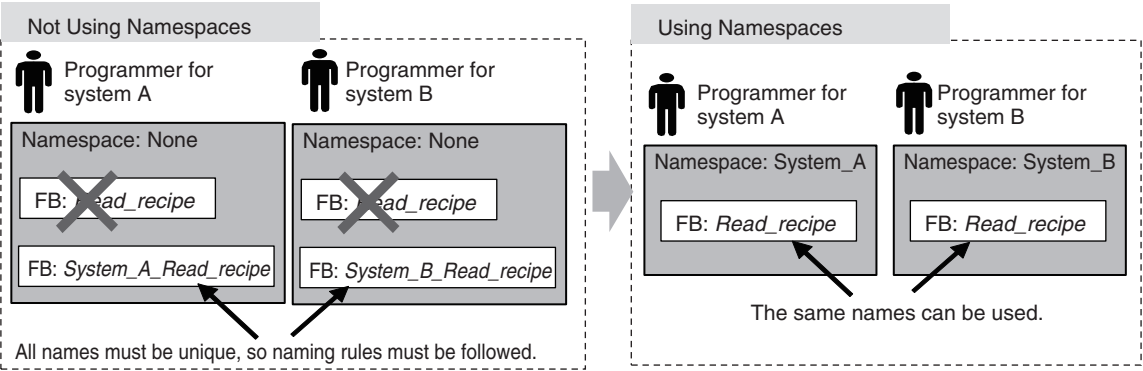 Not Using Namespaces
Programmer for
system A
Programmer for
system B
Namespace: None
Namespace: None
FB: Read_recipe
FB: Read_recipe
FB: System_A_Read_recipe
FB: System_B_Read_recipe
All names must be unique, so naming rules must be followed.
Using Namespaces
Programmer for
system A
Programmer for
system B
Namespace: System_A
Namespace: System_B
FB: Read_recipe
FB: Read_recipe
The same names can be used.